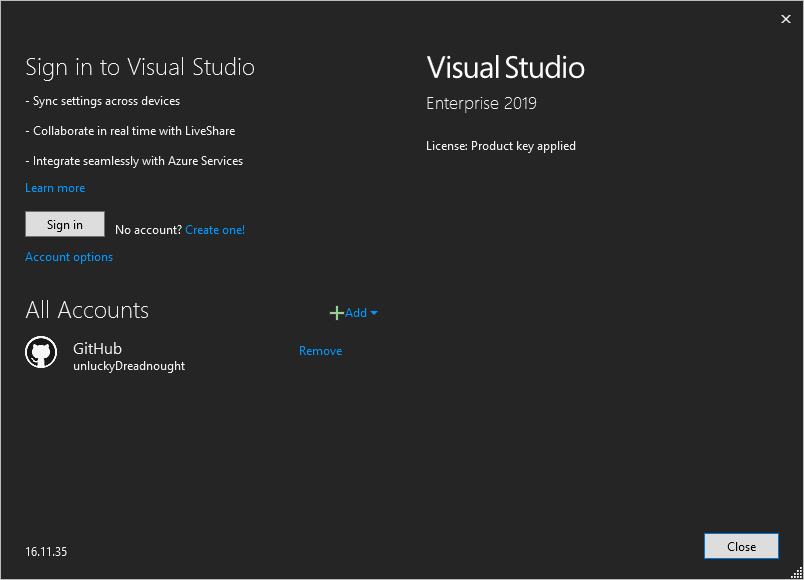 Sign in to Visual Studio
- Sync settings across devices
- Collaborate in real time with LiveShare
- Integrate seamlessly with Azure Services
Learn more
Sign in
No account? Create one!
Account options
All Accounts
Add
GitHub
unluckyDreadnought
Remove
16.11.35
Visual Studio
Enterprise 2019
License: Product key applied
Close